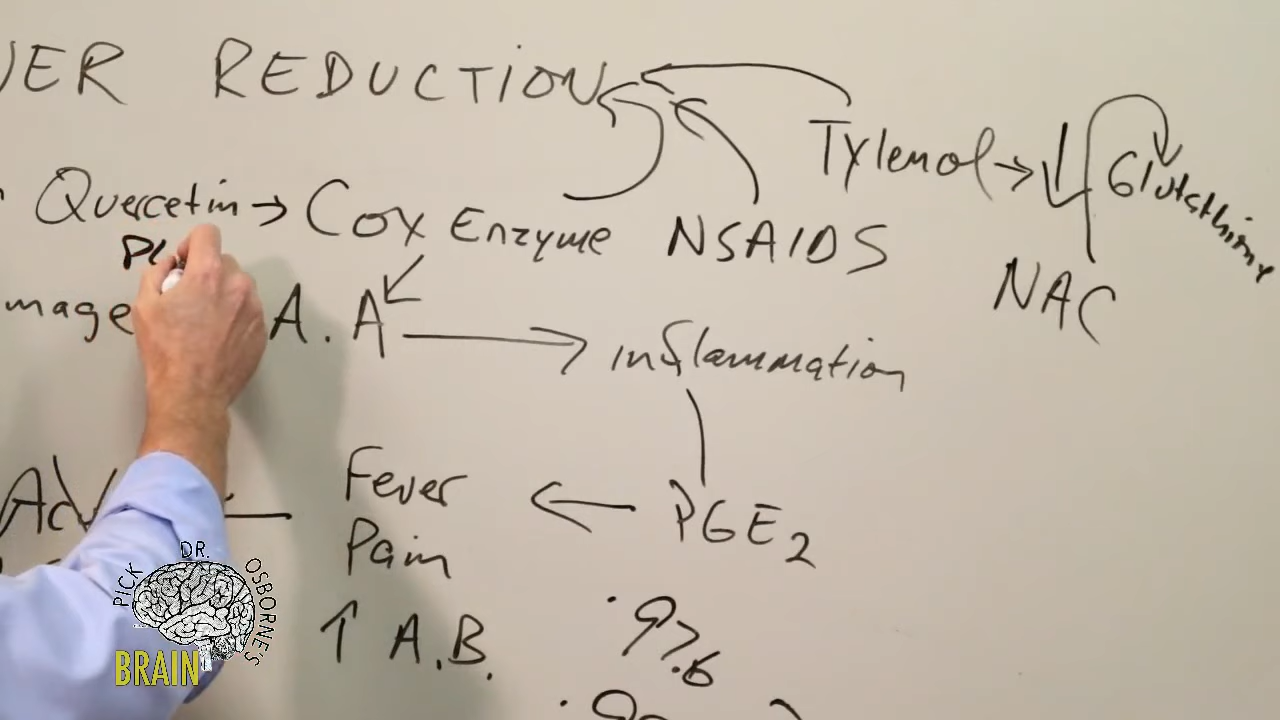 VER REDUCTION
Tylenol → ↓ Glutathione
Quercetin → Cox Enzyme NSAIDS
NAC
mage A.A → inflammation
Fever ← PGE2
Pain
↑ A.B.
97.6
PICK DR. OSBORNE'S
BRAIN